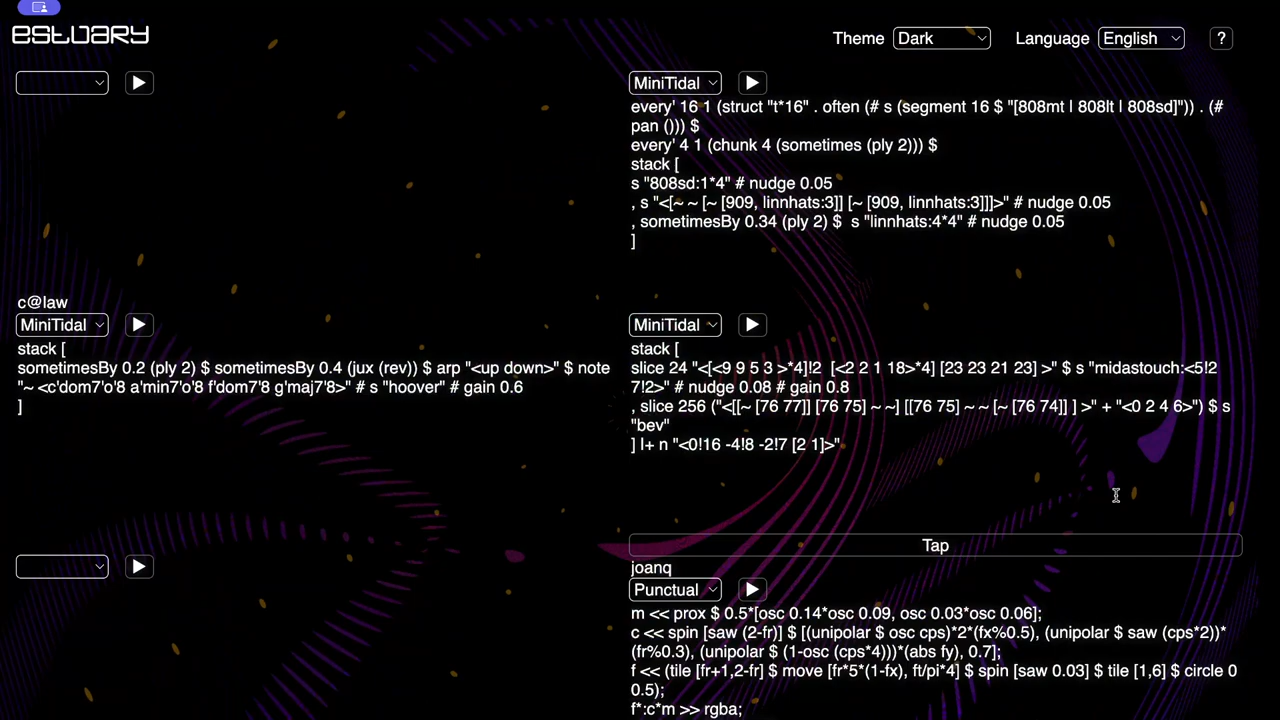 estuary
Theme Dark Language English ?
MiniTidal
every' 16 1 (struct "t*16" . often (# s (segment 16 $ "[808mt | 808lt | 808sd]")) . (#
pan ())) $
every' 4 1 (chunk 4 (sometimes (ply 2))) $
stack [
s "808sd:1*4" # nudge 0.05
, s "<[~ ~ [~ [909, linnhats:3]] [~ [909, linnhats:3]]]>" # nudge 0.05
, sometimesBy 0.34 (ply 2) $ s "linnhats:4*4" # nudge 0.05
]
c@law
MiniTidal
stack [
sometimesBy 0.2 (ply 2) $ sometimesBy 0.4 (jux (rev)) $ arp "<up down>" $ note
"~ <c'dom7'o'8 a'min7'o'8 f'dom7'8 g'maj7'8>" # s "hoover" # gain 0.6
]
MiniTidal
stack [
slice 24 "<[<9 9 5 3 >*4]!2 [<2 2 1 18>*4] [23 23 21 23] >" $ s "midastouch:<5!2
7!2>" # nudge 0.08 # gain 0.8
, slice 256 ("<[[~ [76 77]] [76 75] ~ ~] [[76 75] ~ ~ [~ [76 74]] ] >" + "<0 2 4 6>") $ s
"bev"
] |+ n "<0!16 -4!8 -2!7 [2 1]>"
Tap
joanq
Punctual
m << prox $ 0.5*[osc 0.14*osc 0.09, osc 0.03*osc 0.06];
c << spin [saw (2-fr)] $ [(unipolar $ osc cps)*2*(fx%0.5), (unipolar $ saw (cps*2))*
(fr%0.3), (unipolar $ (1-osc (cps*4)))*(abs fy), 0.7];
f << (tile [fr+1,2-fr] $ move [fr*5*(1-fx), ft/pi*4] $ spin [saw 0.03] $ tile [1,6] $ circle 0
0.5);
f*:c*m >> rgba;